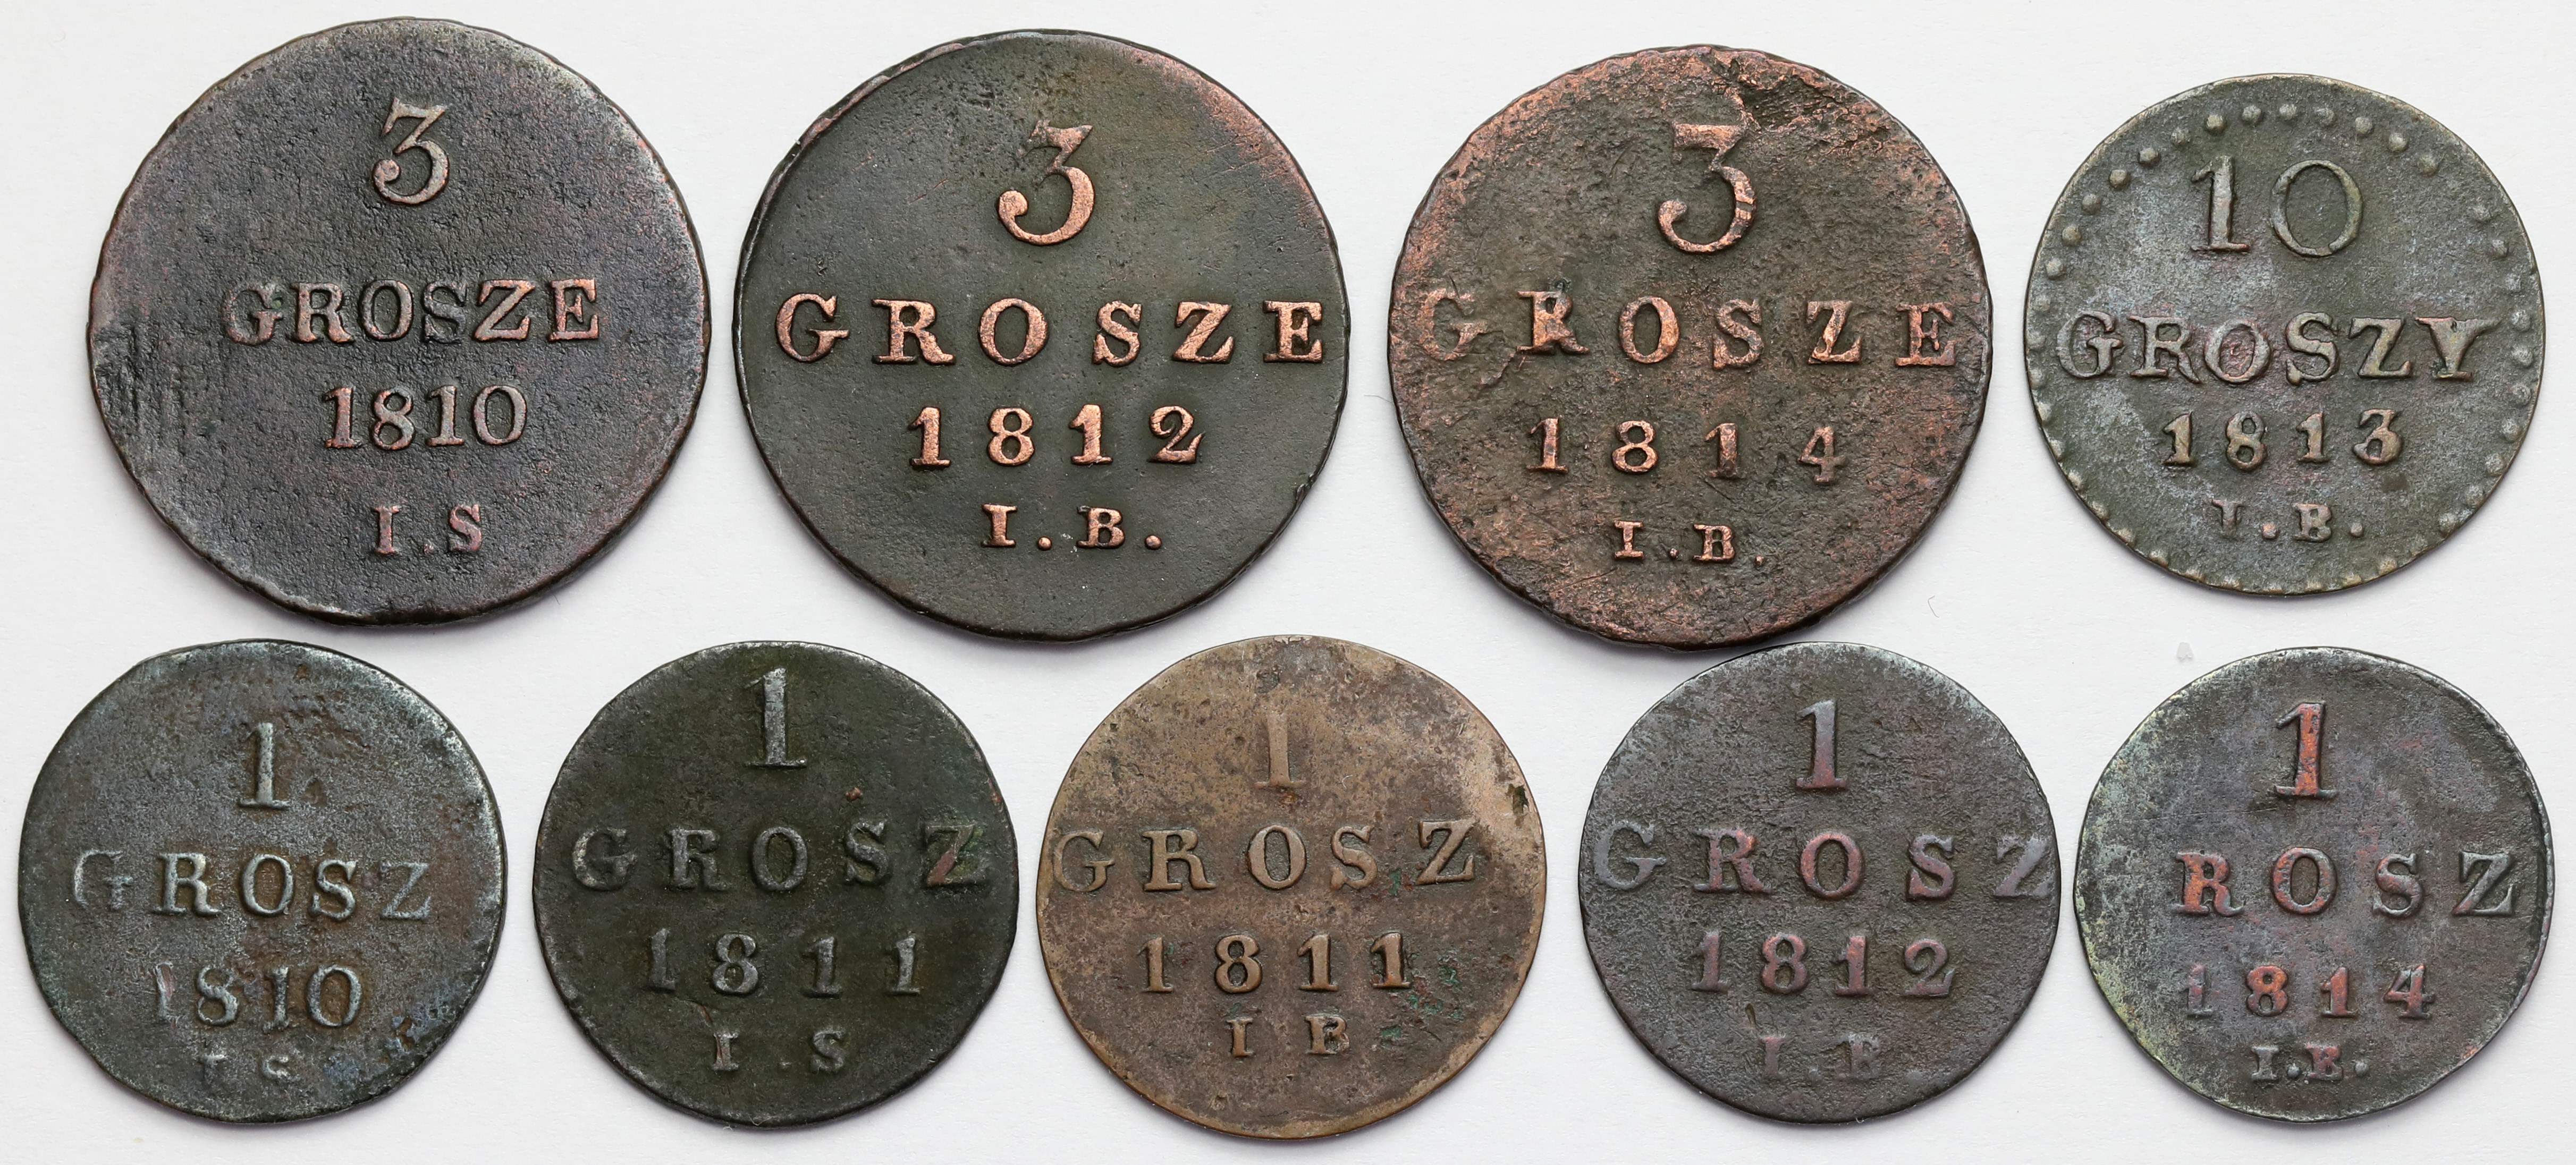 3
GROSZE
1810
I.S
3
GROSZE
1812
I.B.
3
GROSZE
1814
I.B.
10
GROSZY
1813
I.B.
1
GROSZ
1810
I S
1
GROSZ
1811
I.S
1
GROSZ
1811
I B
1
GROSZ
1812
I.B
1
ROSZ
1814
I.B.